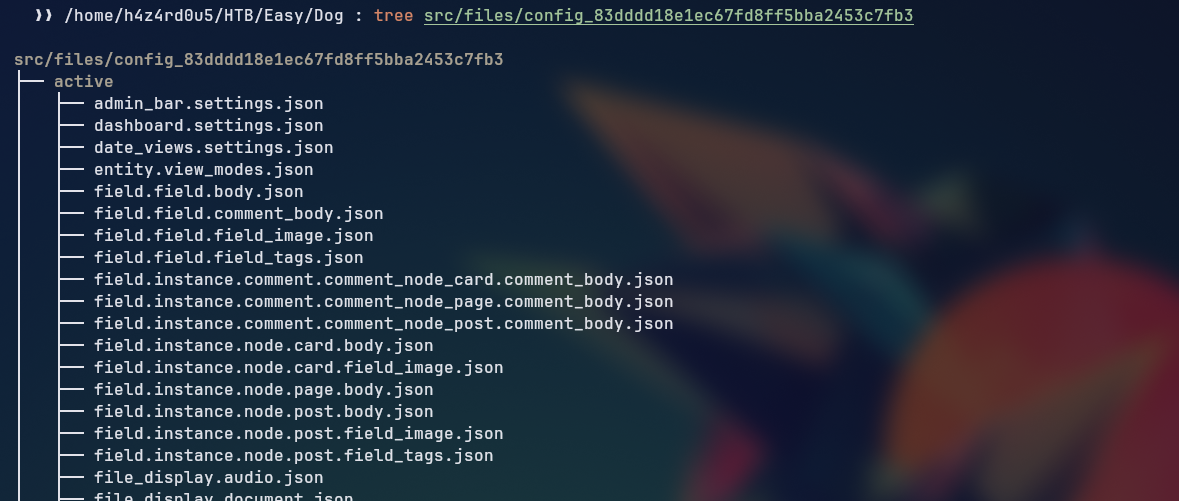 ❱❱ /home/h4z4rd0u5/HTB/Easy/Dog : tree src/files/config_83dddd18e1ec67fd8ff5bba2453c7fb3
src/files/config_83dddd18e1ec67fd8ff5bba2453c7fb3
├── active
│   ├── admin_bar.settings.json
│   ├── dashboard.settings.json
│   ├── date_views.settings.json
│   ├── entity.view_modes.json
│   ├── field.field.body.json
│   ├── field.field.comment_body.json
│   ├── field.field.field_image.json
│   ├── field.field.field_tags.json
│   ├── field.instance.comment.comment_node_card.comment_body.json
│   ├── field.instance.comment.comment_node_page.comment_body.json
│   ├── field.instance.comment.comment_node_post.comment_body.json
│   ├── field.instance.node.card.body.json
│   ├── field.instance.node.card.field_image.json
│   ├── field.instance.node.page.body.json
│   ├── field.instance.node.post.body.json
│   ├── field.instance.node.post.field_image.json
│   ├── field.instance.node.post.field_tags.json
│   ├── file_display.audio.json
│   ├── file_display.document.json